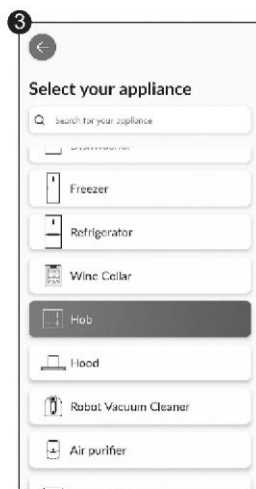 3
Select your appliance
Search for your appliance
Dishwasher
Freezer
Refrigerator
Wine Cellar
Hob
Hood
Robot Vacuum Cleaner
Air purifier